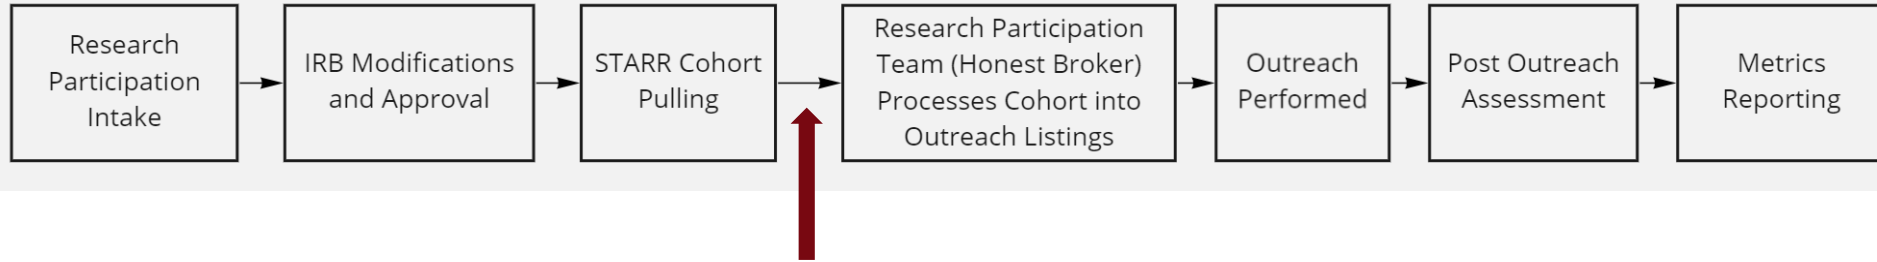 Research
Participation
Intake
IRB Modifications
and Approval
STARR Cohort
Pulling
Research Participation
Team (Honest Broker)
Processes Cohort into
Outreach Listings
Outreach
Performed
Post Outreach
Assessment
Metrics
Reporting